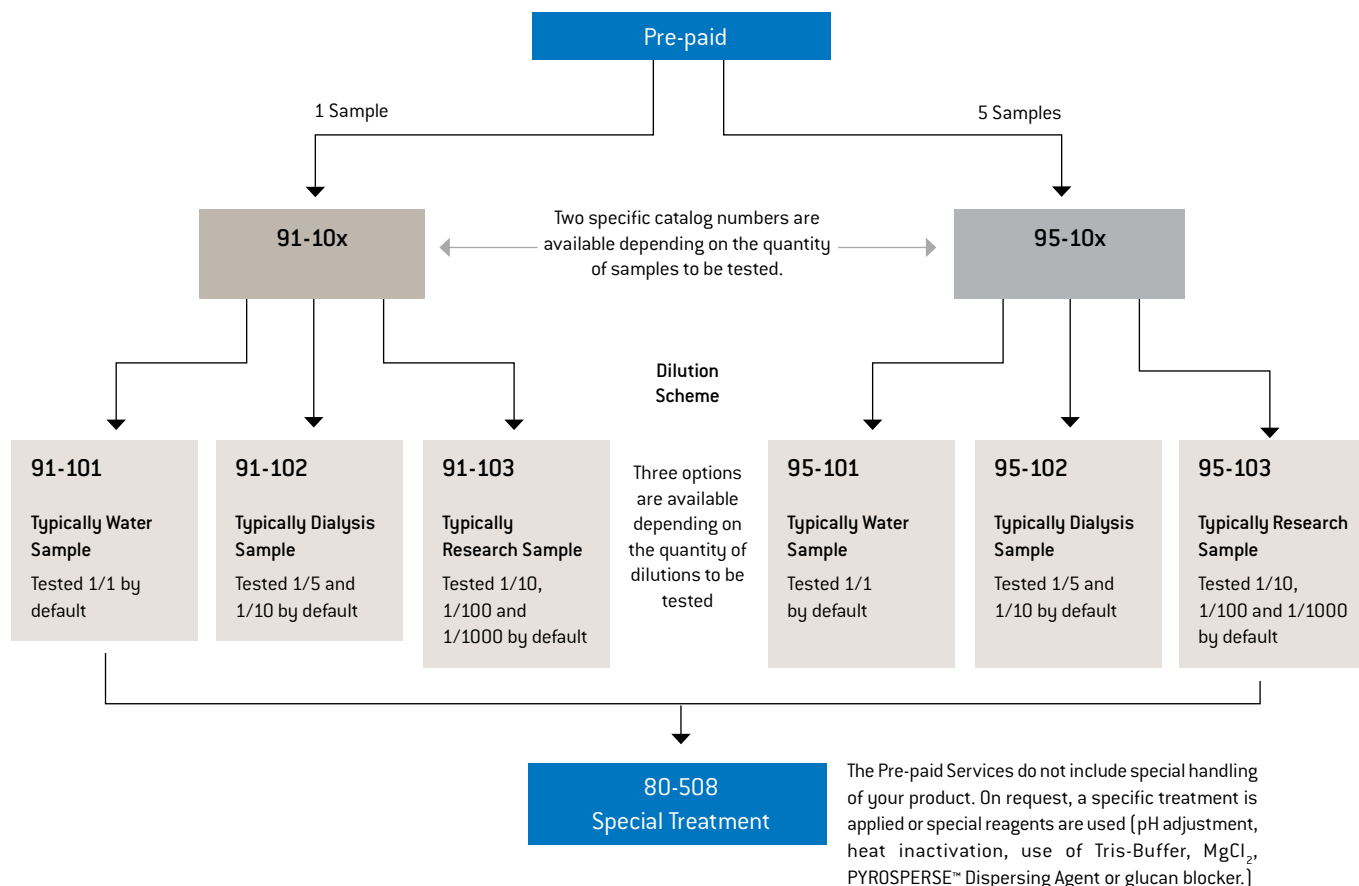 Pre-paid
1 Sample
5 Samples
91-10x
Two specific catalog numbers are
available depending on the quantity
of samples to be tested.
95-10x
Dilution
Scheme
91-101
Typically Water
Sample
Tested 1/1 by
default
91-102
Typically Dialysis
Sample
Tested 1/5 and
1/10 by default
91-103
Typically
Research Sample
Tested 1/10,
1/100 and
1/1000 by default
Three options
are available
depending on
the quantity of
dilutions to be
tested
95-101
Typically Water
Sample
Tested 1/1
by default
95-102
Typically Dialysis
Sample
Tested 1/5 and
1/10 by default
95-103
Typically Research
Sample
Tested 1/10,
1/100 and 1/1000
by default
80-508
Special Treatment
The Pre-paid Services do not include special handling
of your product. On request, a specific treatment is
applied or special reagents are used (pH adjustment,
heat inactivation, use of Tris-Buffer, MgCl₂,
PYROSPERSE™ Dispersing Agent or glucan blocker.)